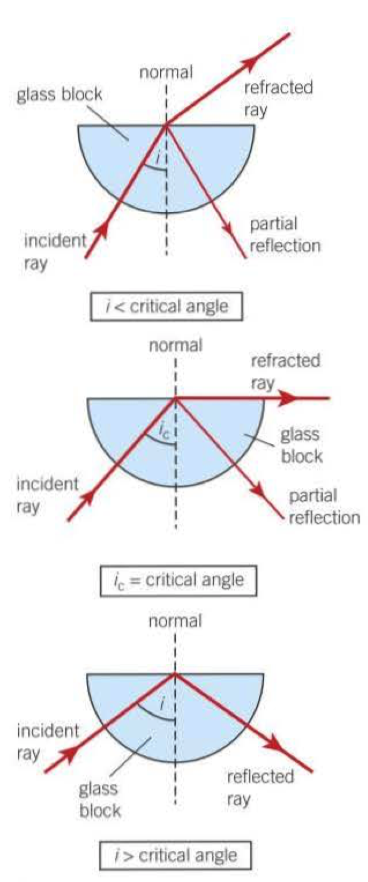 normal
glass block
refracted
ray
i
incident
ray
partial
reflection
i < critical angle
normal
refracted
ray
ic
glass
block
incident
ray
partial
reflection
ic = critical angle
normal
i
incident
ray
glass
block
reflected
ray
i > critical angle